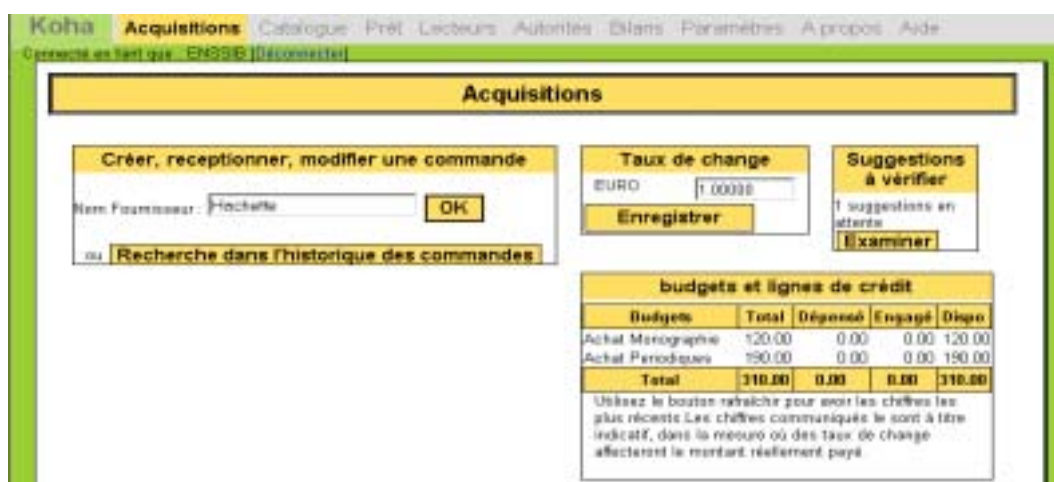 Koha Acquisitions Catalogue Prêt Lecteurs Autorités Bilans Paramètres A propos Aide
Connecté en tant que : ENSSIB [Déconnecter]
Acquisitions
Créer, receptionner, modifier une commande
Nom Fournisseur : Hachette OK
ou Recherche dans l'historique des commandes
Taux de change
EURO 1.00000
Enregistrer
Suggestions
à vérifier
1 suggestions en
attente
Examiner
budgets et lignes de crédit
Budgets Total Dépensé Engagé Dispo
Achat Monographie 120.00 0.00 0.00 120.00
Achat Periodiques 190.00 0.00 0.00 190.00
Total 310.00 0.00 0.00 310.00
Utilisez le bouton rafraîchir pour avoir les chiffres les
plus récents.Les chiffres communiqués le sont à titre
indicatif, dans la mesure où des taux de change
affecteront le montant réellement payé.